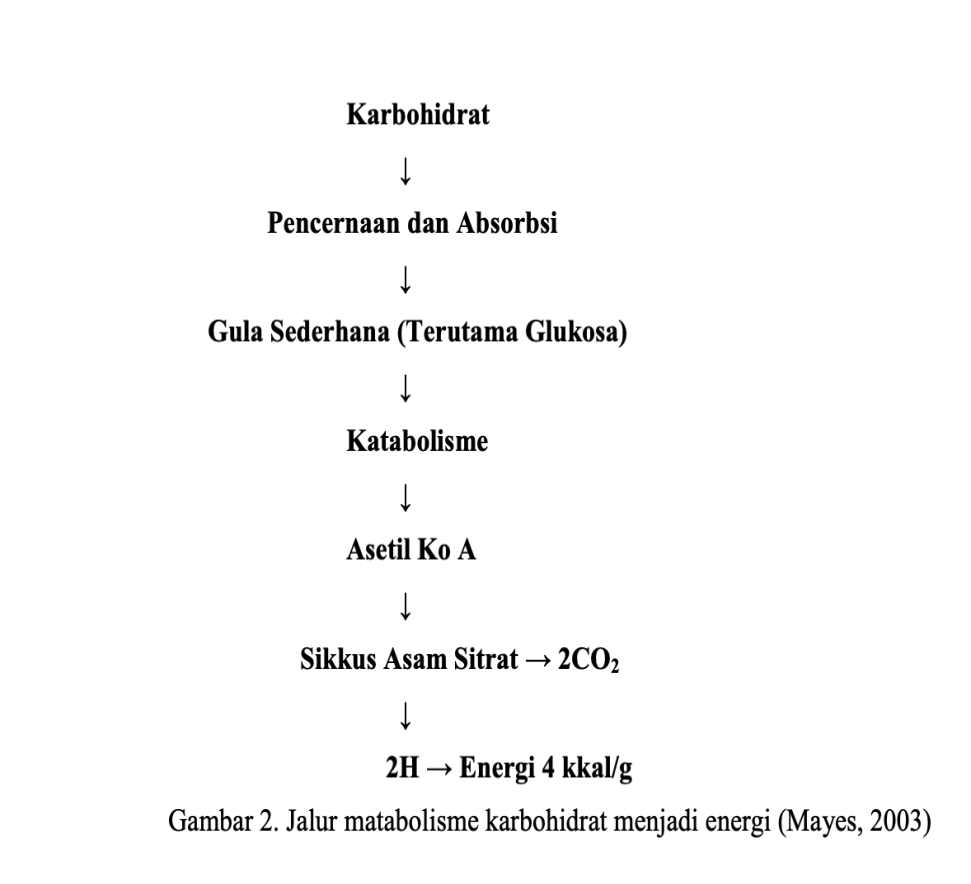 Karbohidrat
↓
Pencernaan dan Absorbsi
↓
Gula Sederhana (Terutama Glukosa)
↓
Katabolisme
↓
Asetil Ko A
↓
Sikkus Asam Sitrat → 2CO₂
↓
2H → Energi 4 kkal/g
Gambar 2. Jalur matabolisme karbohidrat menjadi energi (Mayes, 2003)